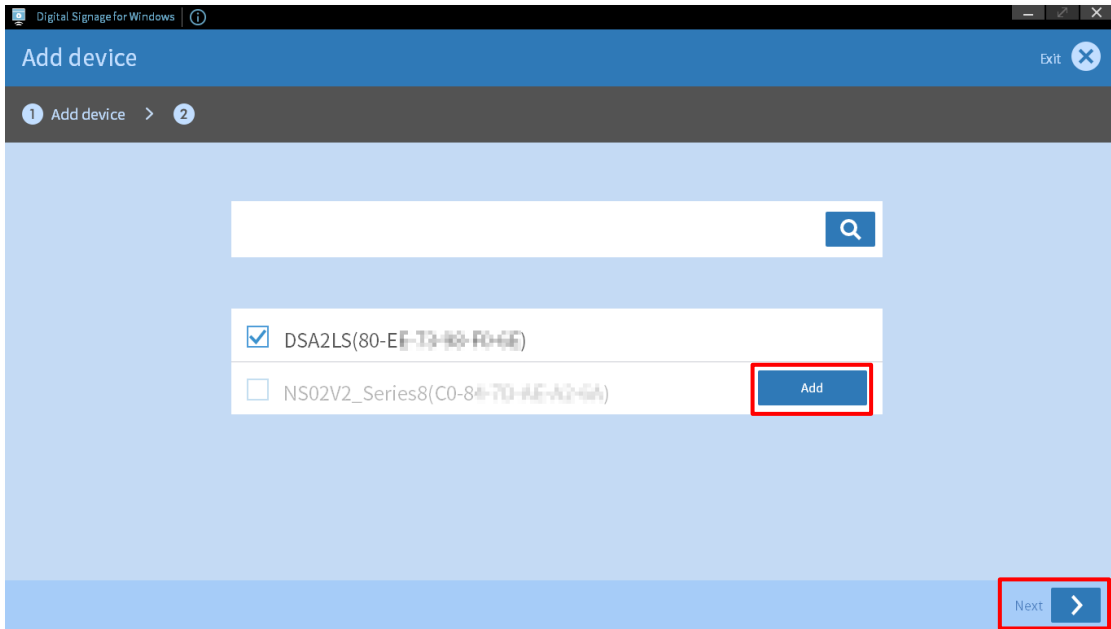 Digital Signage for Windows
Add device
Exit
1 Add device > 2
DSA2LS(80-E
NS02V2_Series8(C0-8
Add
Next